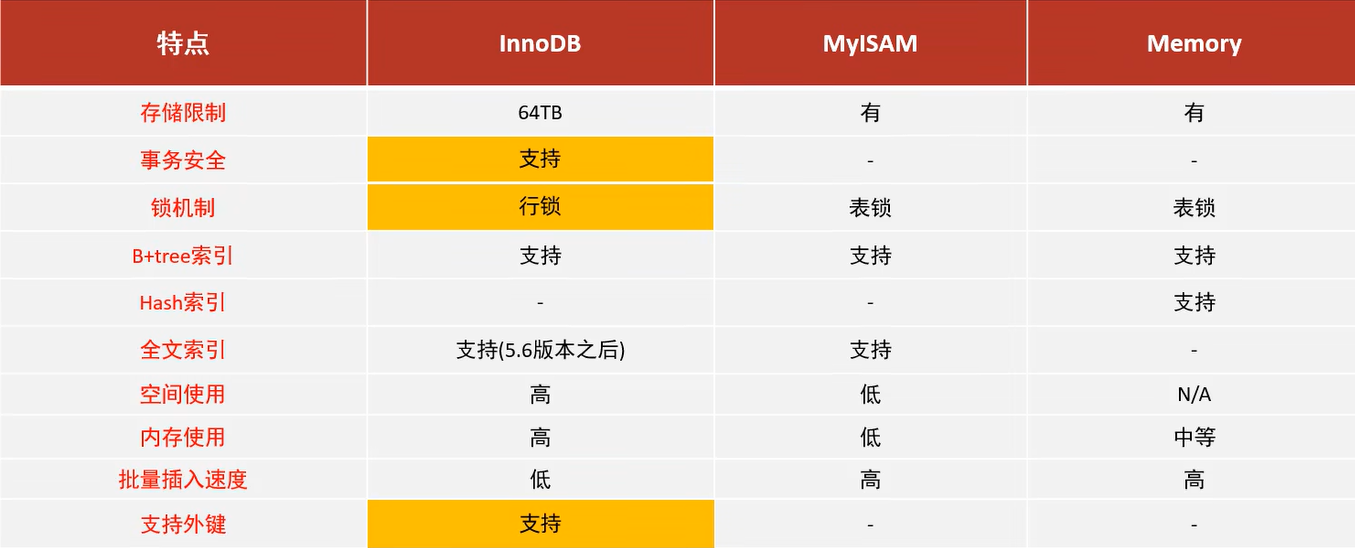 特点 InnoDB MyISAM Memory
存储限制 64TB 有 有
事务安全 支持 - -
锁机制 行锁 表锁 表锁
B+tree索引 支持 支持 支持
Hash索引 - - 支持
全文索引 支持(5.6版本之后) 支持 -
空间使用 高 低 N/A
内存使用 高 低 中等
批量插入速度 低 高 高
支持外键 支持 - -